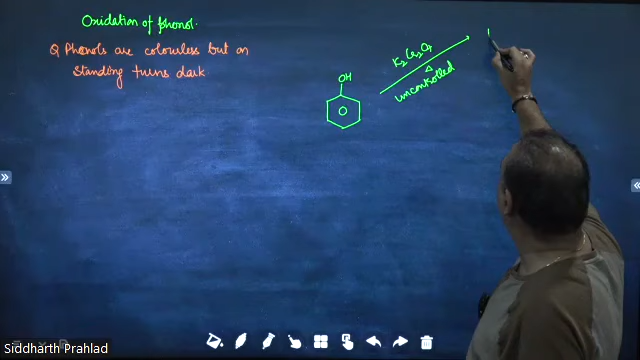 Oxidation of phenol.
Q Phenols are colourless but on
standing turns dark
OH
K2Cr2O7
Δ
uncontrolled
Siddharth Prahlad